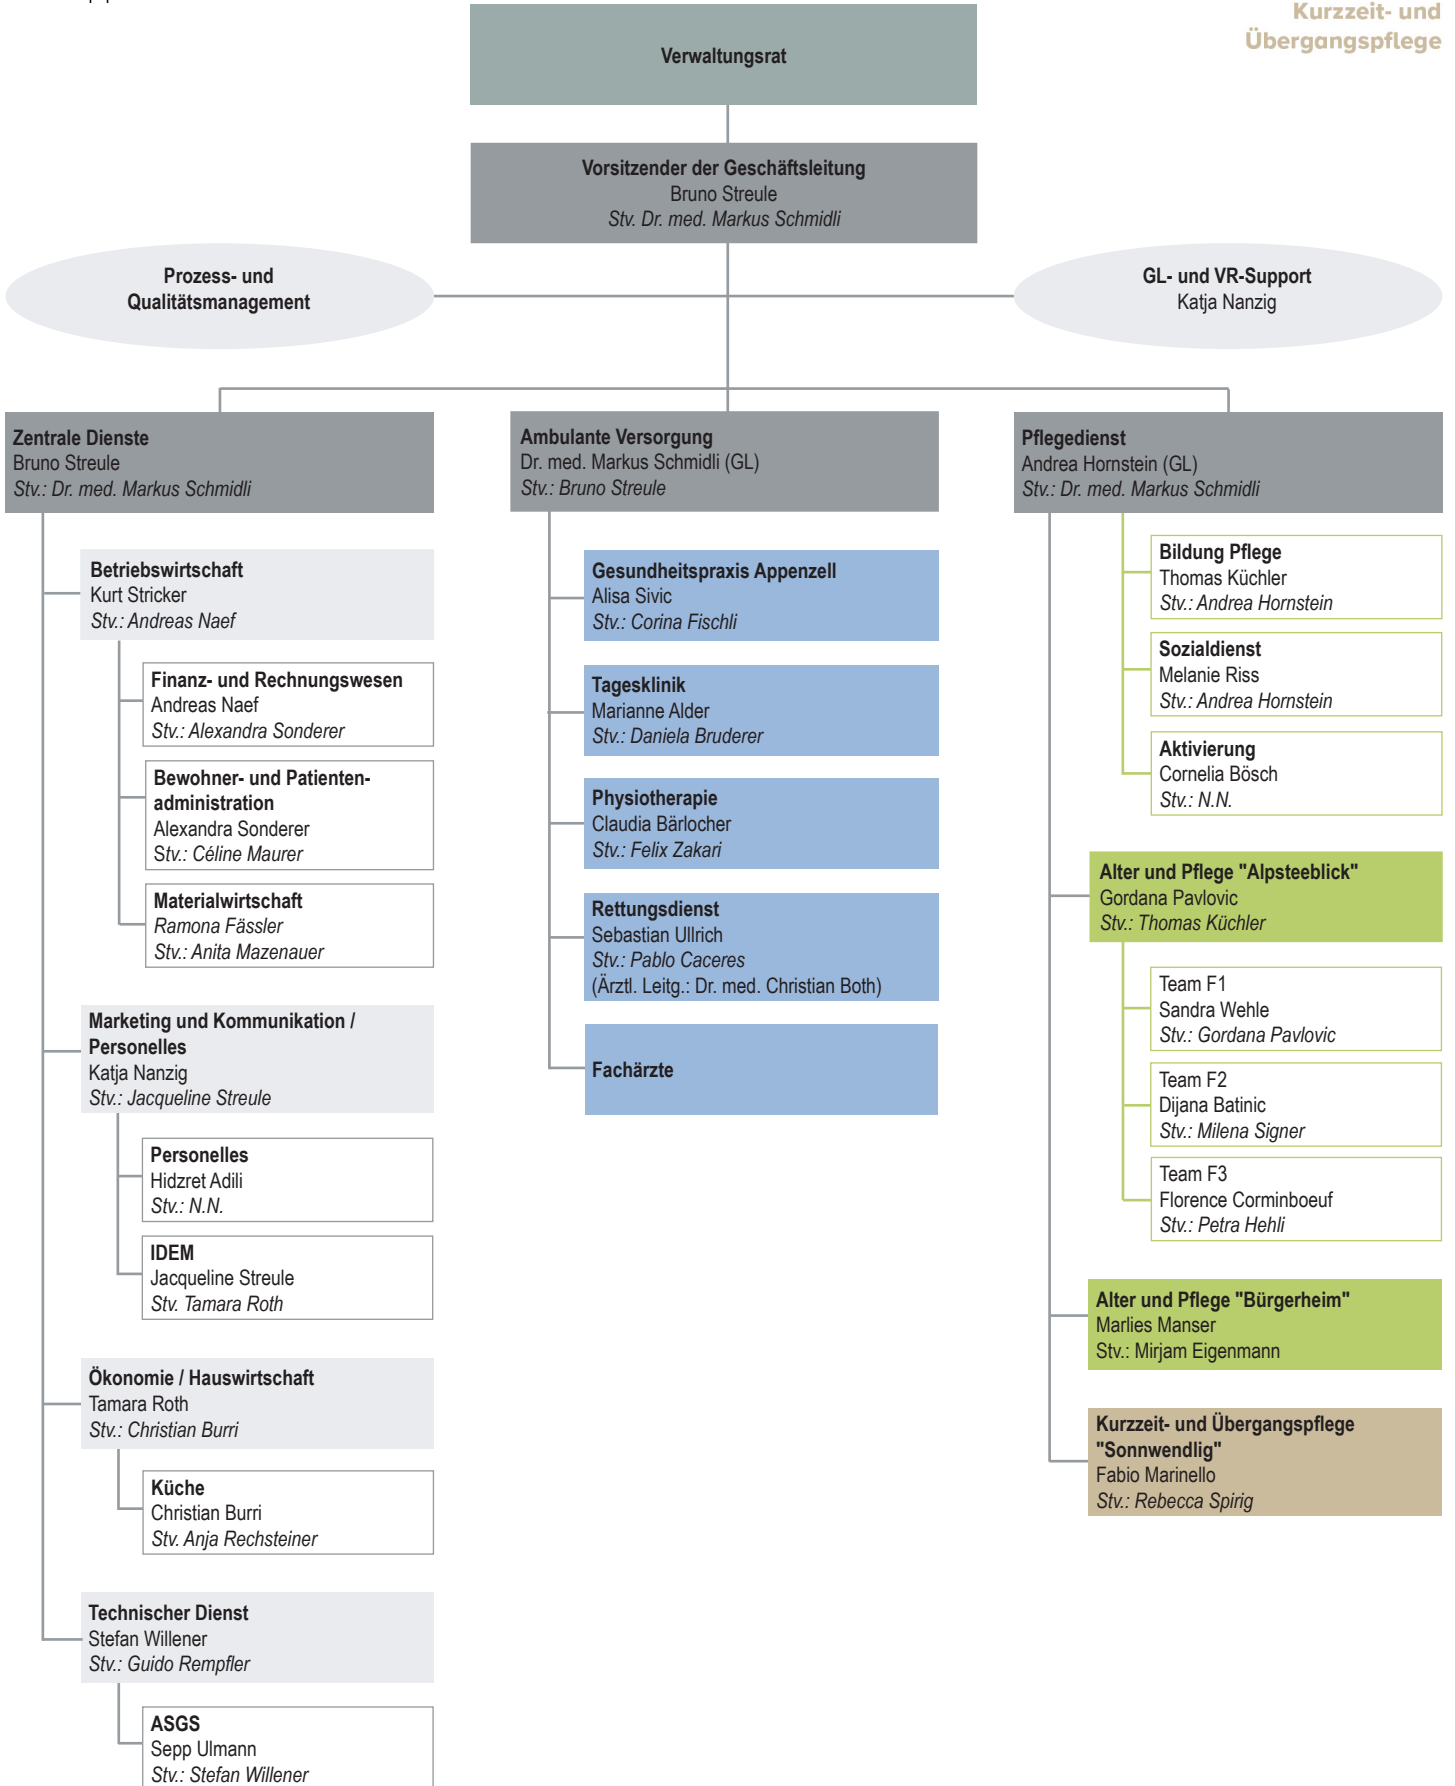 Kurzzeit- und
Übergangspflege
Verwaltungsrat
Vorsitzender der Geschäftsleitung
Bruno Streule
Stv. Dr. med. Markus Schmidli
Prozess- und
Qualitätsmanagement
GL- und VR-Support
Katja Nanzig
Zentrale Dienste
Bruno Streule
Stv.: Dr. med. Markus Schmidli
Betriebswirtschaft
Kurt Stricker
Stv.: Andreas Naef
Finanz- und Rechnungswesen
Andreas Naef
Stv.: Alexandra Sonderer
Bewohner- und Patienten-
administration
Alexandra Sonderer
Stv.: Céline Maurer
Materialwirtschaft
Ramona Fässler
Stv.: Anita Mazenauer
Marketing und Kommunikation /
Personelles
Katja Nanzig
Stv.: Jacqueline Streule
Personelles
Hidzret Adili
Stv.: N.N.
IDEM
Jacqueline Streule
Stv. Tamara Roth
Ökonomie / Hauswirtschaft
Tamara Roth
Stv.: Christian Burri
Küche
Christian Burri
Stv. Anja Rechsteiner
Technischer Dienst
Stefan Willener
Stv.: Guido Rempfler
ASGS
Sepp Ulmann
Stv.: Stefan Willener
Ambulante Versorgung
Dr. med. Markus Schmidli (GL)
Stv.: Bruno Streule
Gesundheitspraxis Appenzell
Alisa Sivic
Stv.: Corina Fischli
Tagesklinik
Marianne Alder
Stv.: Daniela Bruderer
Physiotherapie
Claudia Bärlocher
Stv.: Felix Zakari
Rettungsdienst
Sebastian Ullrich
Stv.: Pablo Caceres
(Ärztl. Leitg.: Dr. med. Christian Both)
Fachärzte
Pflegedienst
Andrea Hornstein (GL)
Stv.: Dr. med. Markus Schmidli
Bildung Pflege
Thomas Küchler
Stv.: Andrea Hornstein
Sozialdienst
Melanie Riss
Stv.: Andrea Hornstein
Aktivierung
Cornelia Bösch
Stv.: N.N.
Alter und Pflege "Alpsteeblick"
Gordana Pavlovic
Stv.: Thomas Küchler
Team F1
Sandra Wehle
Stv.: Gordana Pavlovic
Team F2
Dijana Batinic
Stv.: Milena Signer
Team F3
Florence Corminboeuf
Stv.: Petra Hehli
Alter und Pflege "Bürgerheim"
Marlies Manser
Stv.: Mirjam Eigenmann
Kurzzeit- und Übergangspflege
"Sonnwendlig"
Fabio Marinello
Stv.: Rebecca Spirig